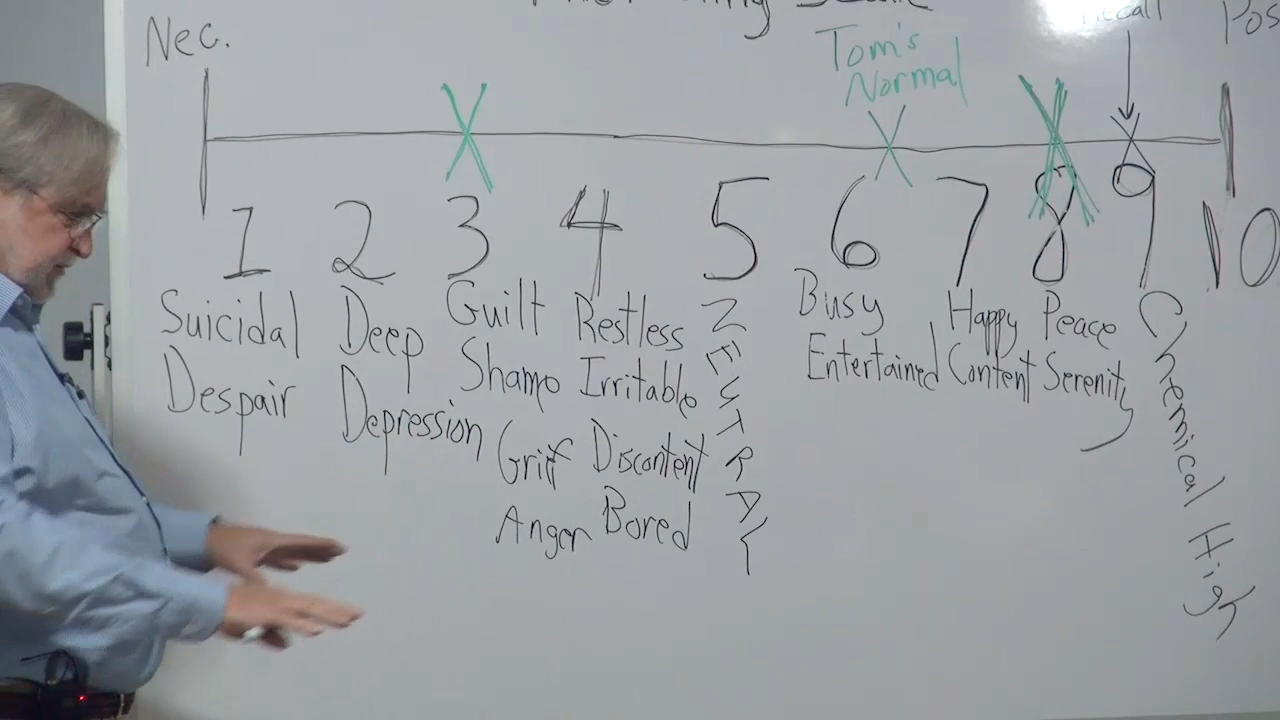 Neg.
Pos
Tom's
Normal
1 2 3 4 5 6 7 8 9 10
Suicidal
Despair
Deep
Depression
Guilt
Shame
Grief
Anger
Restless
Irritable
Discontent
Bored
NEUTRAL
Busy
Entertained
Happy
Content
Peace
Serenity
Chemical High